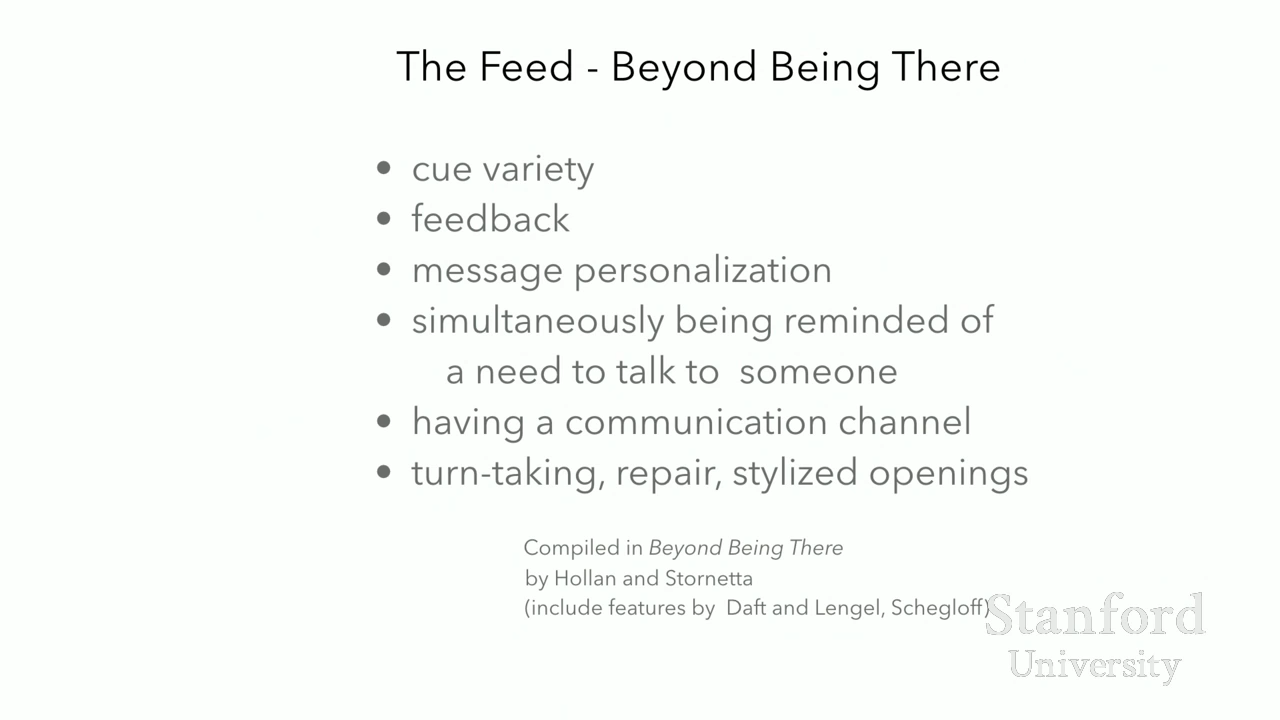 The Feed - Beyond Being There
• cue variety
• feedback
• message personalization
• simultaneously being reminded of
a need to talk to someone
• having a communication channel
• turn-taking, repair, stylized openings
Compiled in Beyond Being There
by Hollan and Stornetta
(include features by Daft and Lengel, Schegloff)
Stanford
University